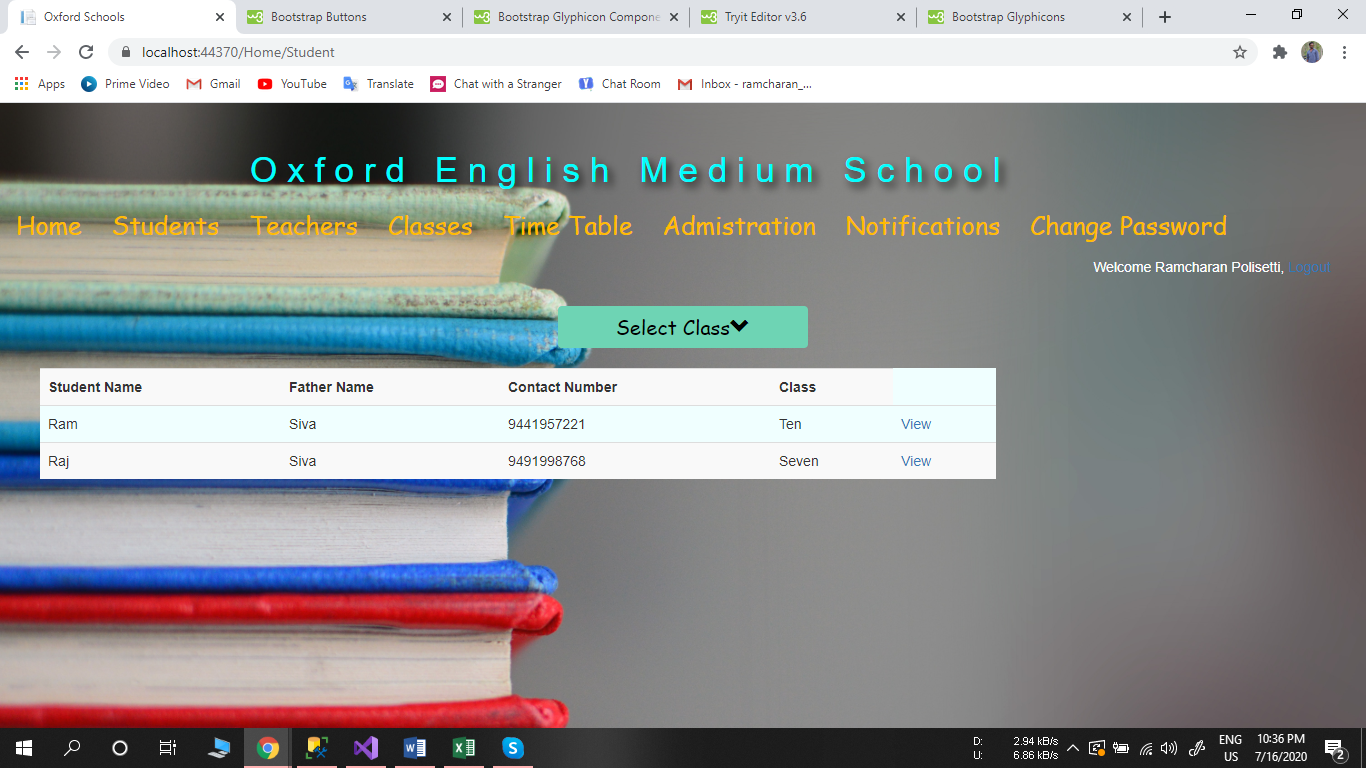 Oxford Schools
Bootstrap Buttons
Bootstrap Glyphicon Compone
Tryit Editor v3.6
Bootstrap Glyphicons
localhost:44370/Home/Student
Apps Prime Video Gmail YouTube Translate Chat with a Stranger Chat Room Inbox - ramcharan_...
Oxford English Medium School
Home Students Teachers Classes Time Table Admistration Notifications Change Password
Welcome Ramcharan Polisetti, Logout
Select Class
Student Name Father Name Contact Number Class
Ram Siva 9441957221 Ten View
Raj Siva 9491998768 Seven View
D: 2.94 kB/s
U: 6.86 kB/s
ENG
US
10:36 PM
7/16/2020
2